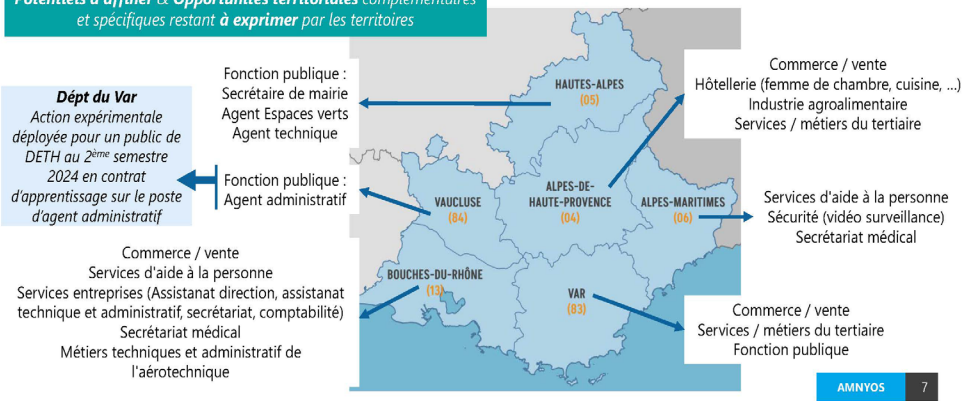 Potentiels à affiner & Opportunités territoriales complémentaires
et spécifiques restant à exprimer par les territoires
Dépt du Var
Action expérimentale
déployée pour un public de
DETH au 2ème semestre
2024 en contrat
d'apprentissage sur le poste
d'agent administratif
Fonction publique :
Secrétaire de mairie
Agent Espaces verts
Agent technique
Fonction publique :
Agent administratif
Commerce / vente
Services d'aide à la personne
Services entreprises (Assistanat direction, assistanat
technique et administratif, secrétariat, comptabilité)
Secrétariat médical
Métiers techniques et administratif de
l'aérotechnique
HAUTES-ALPES
(05)
VAUCLUSE
(84)
ALPES-DE-
HAUTE-PROVENCE
(04)
ALPES-MARITIMES
(06)
BOUCHES-DU-RHÔNE
(13)
VAR
(83)
Commerce / vente
Hôtellerie (femme de chambre, cuisine, ...)
Industrie agroalimentaire
Services / métiers du tertiaire
Services d'aide à la personne
Sécurité (vidéo surveillance)
Secrétariat médical
Commerce / vente
Services / métiers du tertiaire
Fonction publique
AMNYOS
7